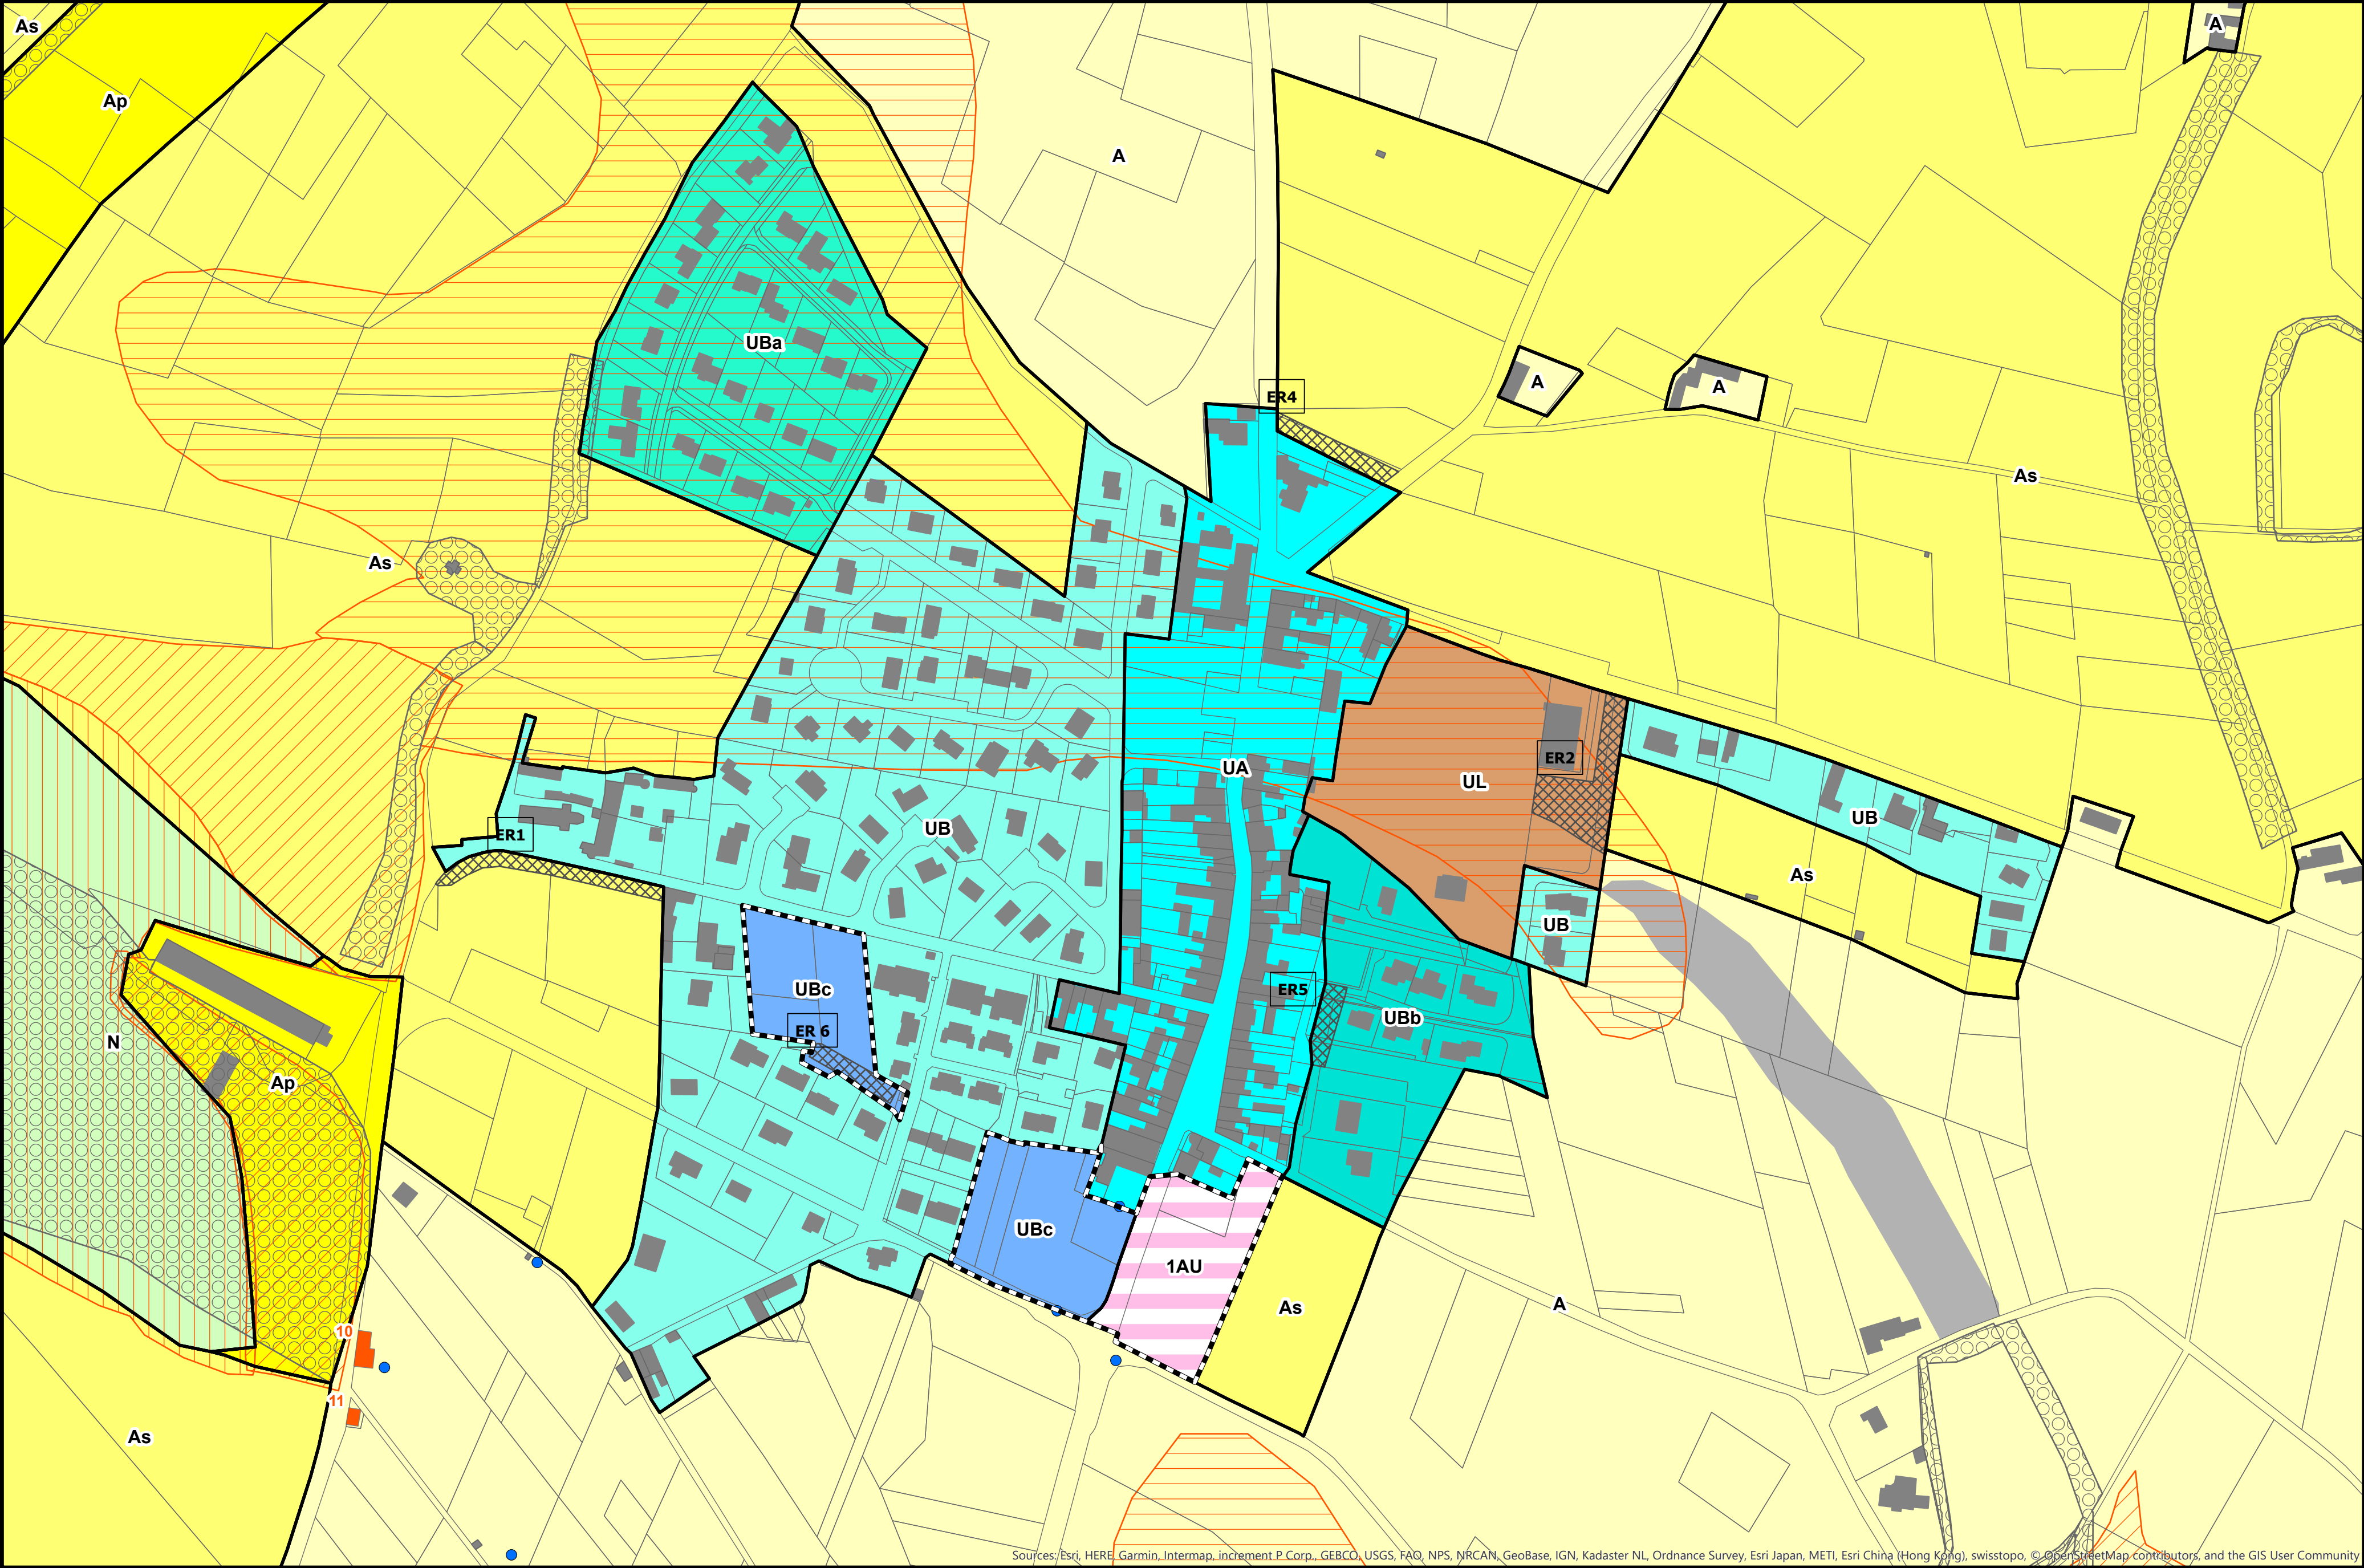 As
A
Ap
A
UBa
A
A
ER4
As
As
UA
ER2
UL
UB
UB
ER1
As
UB
UBc
ER5
UBb
ER 6
N
Ap
UBc
1AU
As
A
10
11
As
Sources: Esri, HERE, Garmin, Intermap, increment P Corp., GEBCO, USGS, FAO, NPS, NRCAN, GeoBase, IGN, Kadaster NL, Ordnance Survey, Esri Japan, METI, Esri China (Hong Kong), swisstopo, © OpenStreetMap contributors, and the GIS User Community